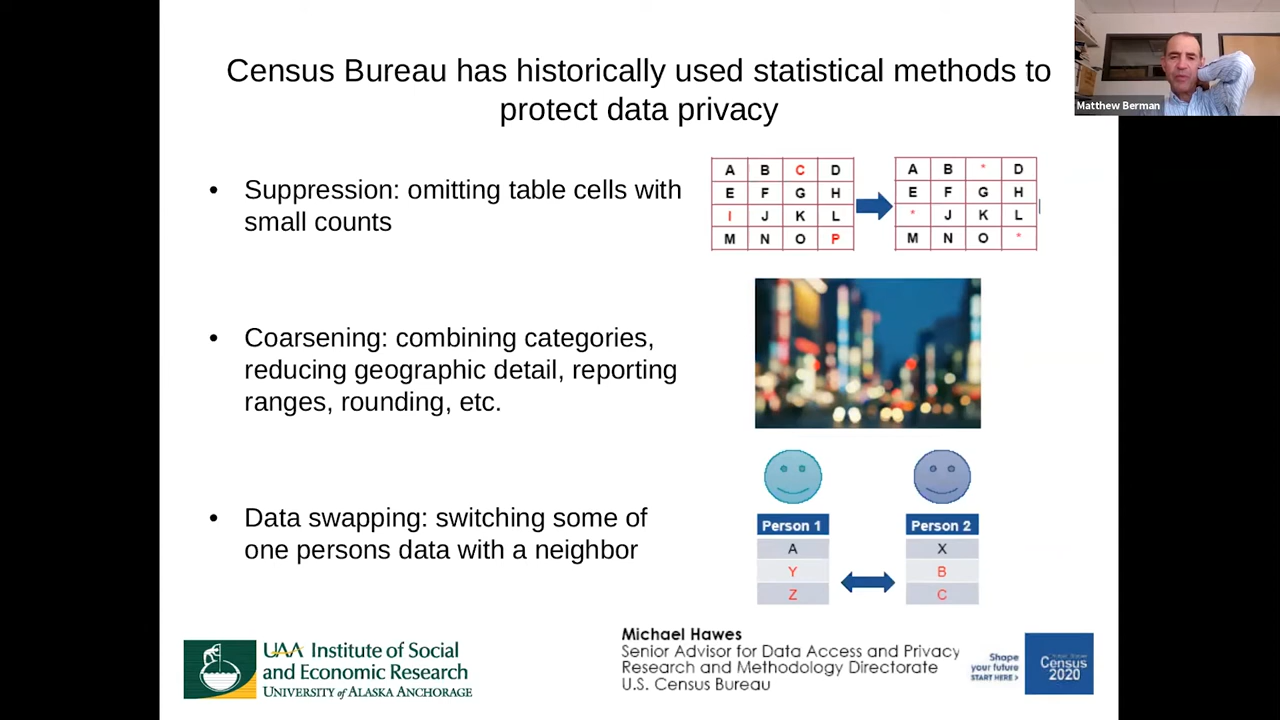 Census Bureau has historically used statistical methods to
protect data privacy
Matthew Berman
• Suppression: omitting table cells with
small counts
A B C D
E F G H
I J K L
M N O P
A B * D
E F G H
* J K L
M N O *
• Coarsening: combining categories,
reducing geographic detail, reporting
ranges, rounding, etc.
• Data swapping: switching some of
one persons data with a neighbor
Person 1
A
Y
Z
Person 2
X
B
C
UAA Institute of Social
and Economic Research
UNIVERSITY of ALASKA ANCHORAGE
Michael Hawes
Senior Advisor for Data Access and Privacy
Research and Methodology Directorate
U.S. Census Bureau
Shape
your future
START HERE >
Census
2020